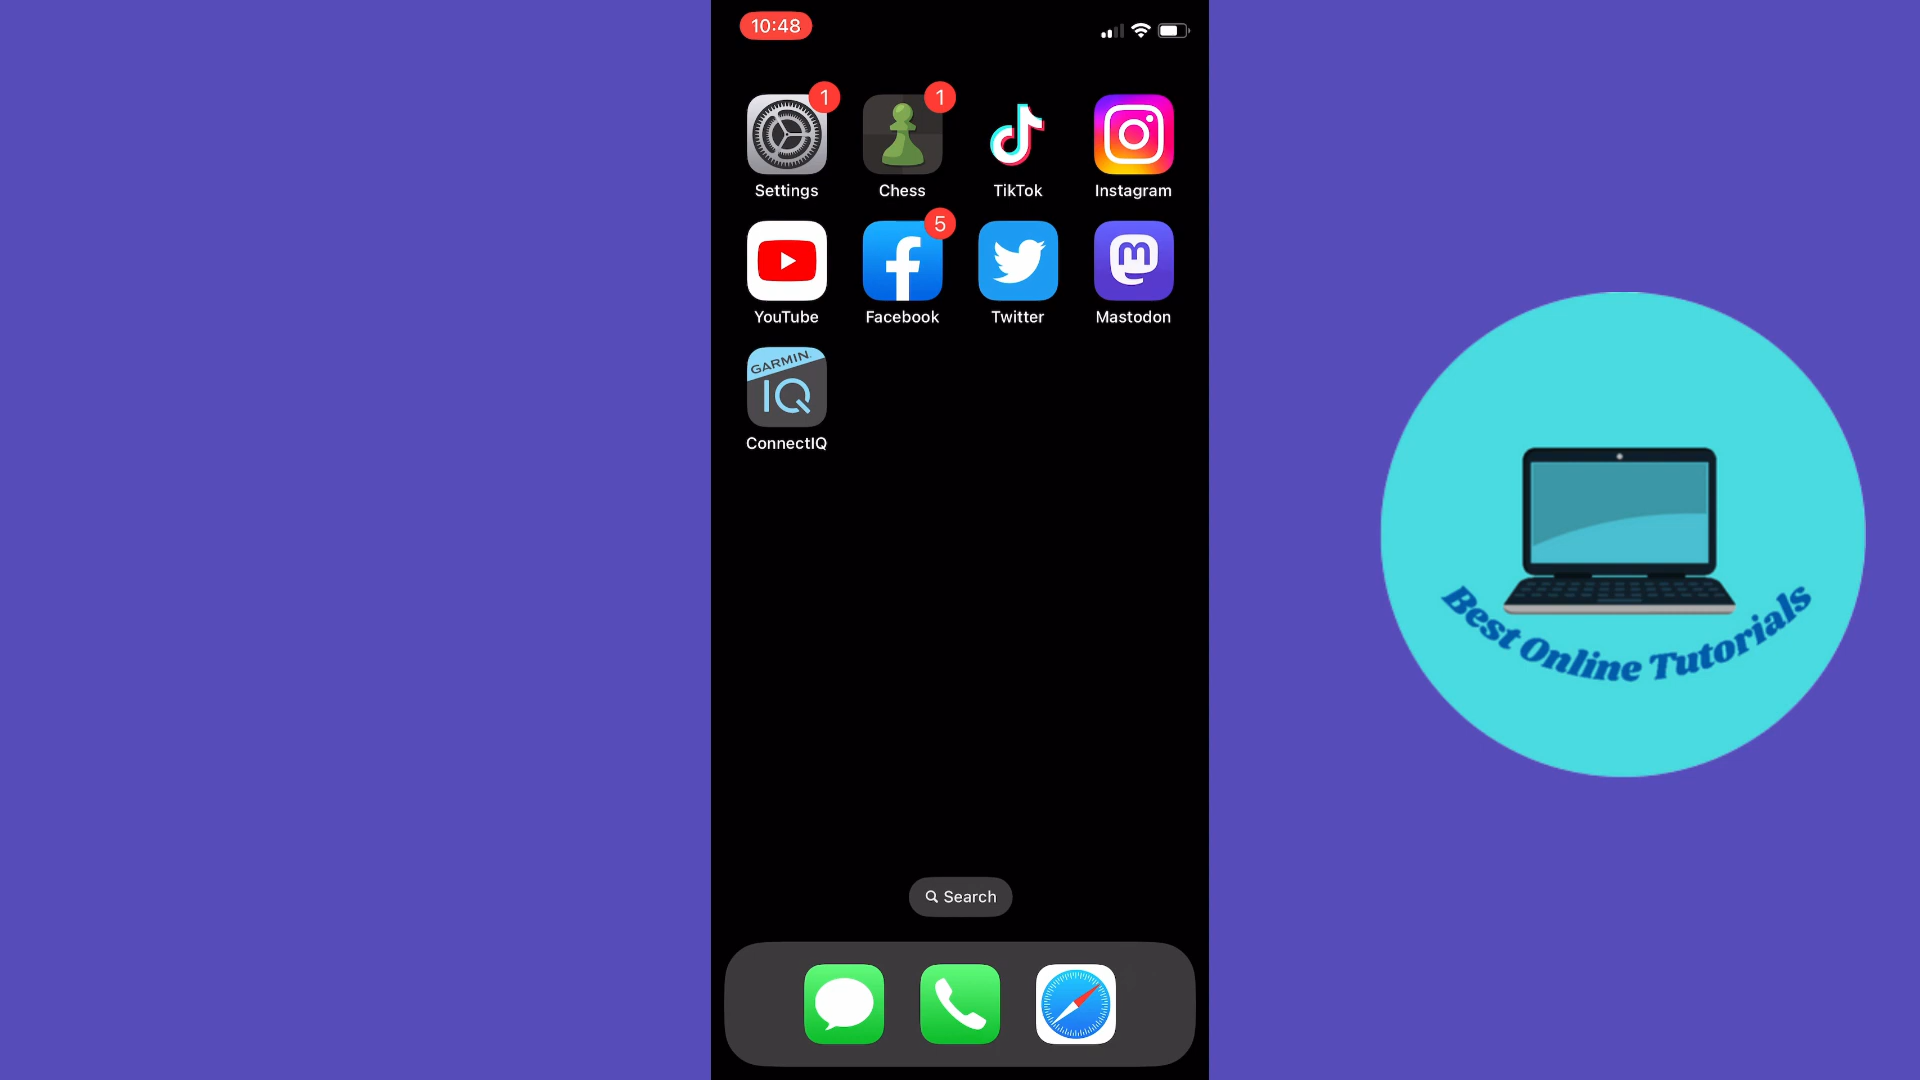 10:48
1
1
Settings
Chess
TikTok
Instagram
5
YouTube
Facebook
Twitter
Mastodon
GARMIN
IQ
ConnectIQ
Search
Best Online Tutorials